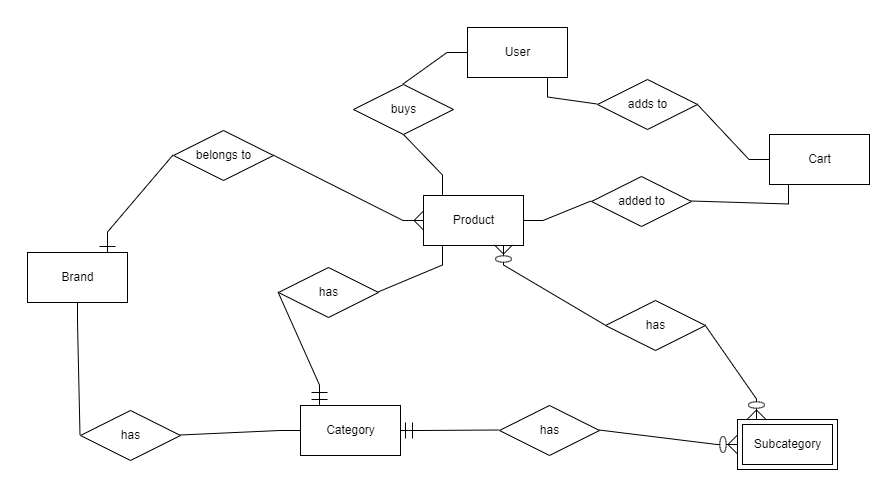 User
buys
adds to
belongs to
Cart
added to
Product
Brand
has
has
has
Category
has
Subcategory